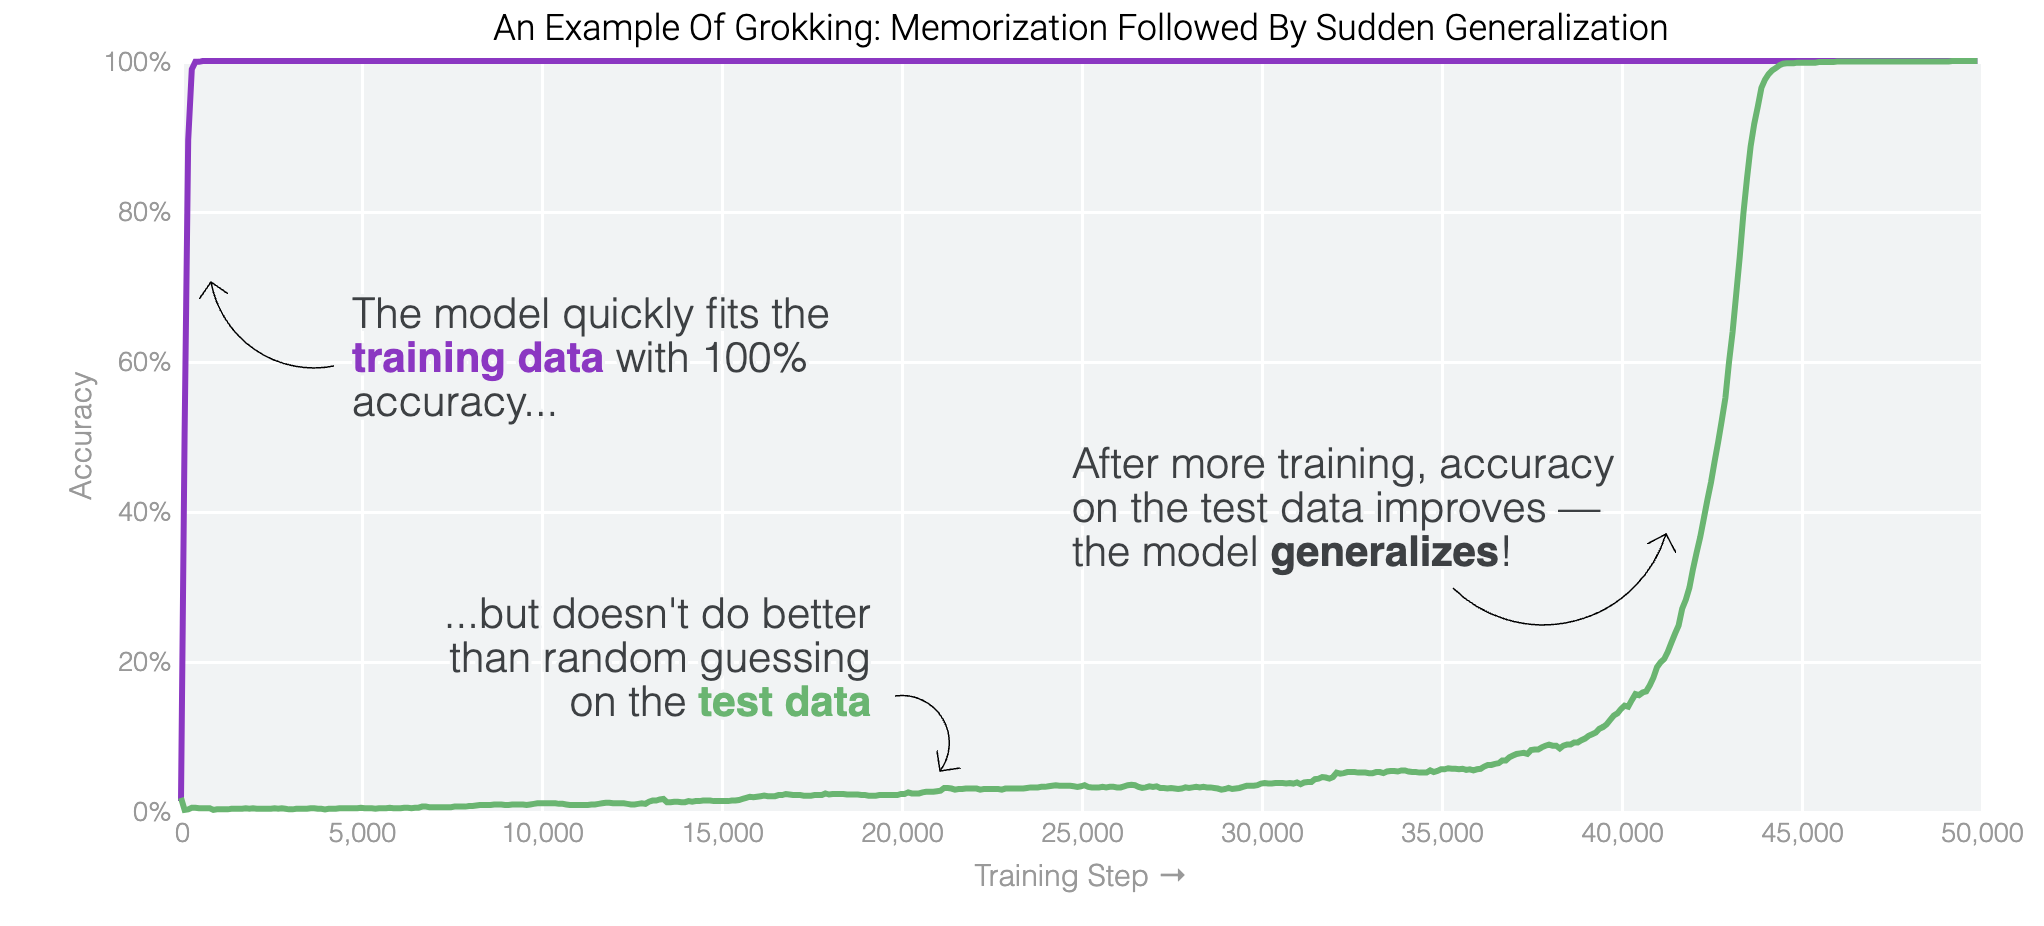 An Example Of Grokking: Memorization Followed By Sudden Generalization
100%
80%
60%
40%
20%
0%
Accuracy
The model quickly fits the
training data with 100%
accuracy...
...but doesn't do better
than random guessing
on the test data
After more training, accuracy
on the test data improves —
the model generalizes!
0
5,000
10,000
15,000
20,000
25,000
30,000
35,000
40,000
45,000
50,000
Training Step →